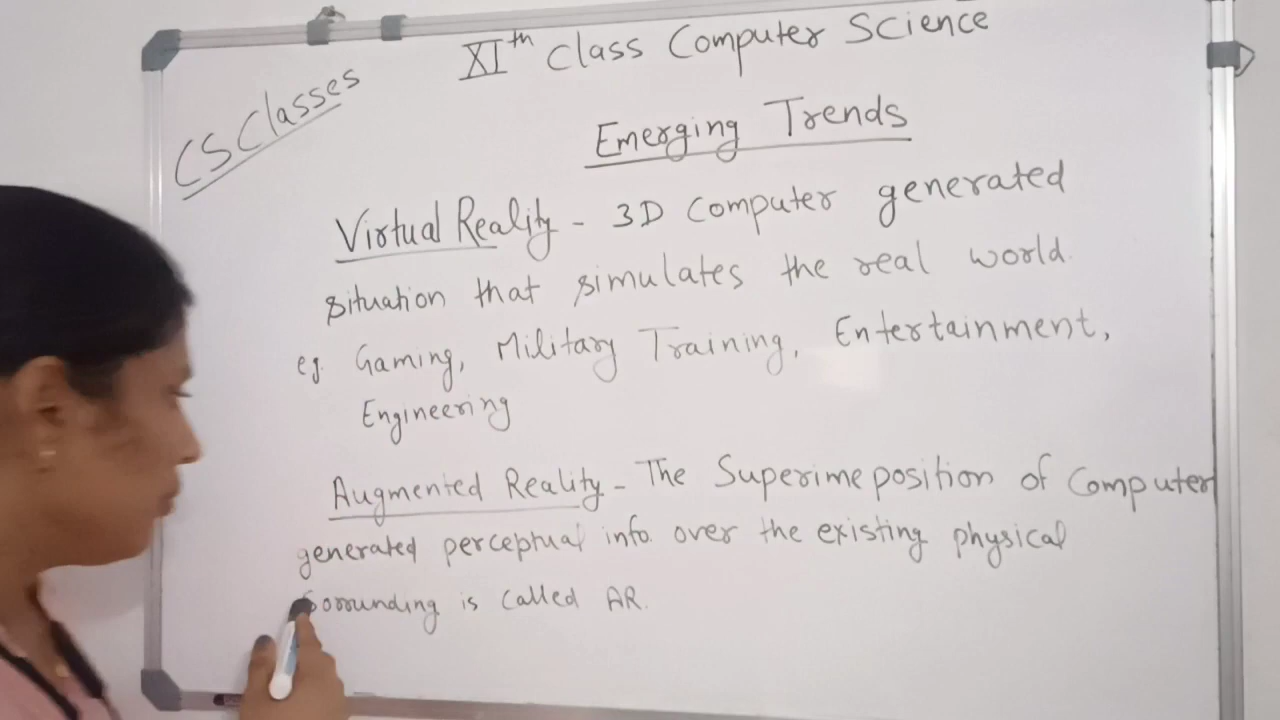 XIth Class Computer Science
CS Classes
Emerging Trends
Virtual Reality - 3D Computer generated
situation that simulates the real world.
eg. Gaming, Military Training, Entertainment,
Engineering
Augmented Reality - The Superimeposition of Computer
generated perceptual info. over the existing physical
Sorrunding is called AR.